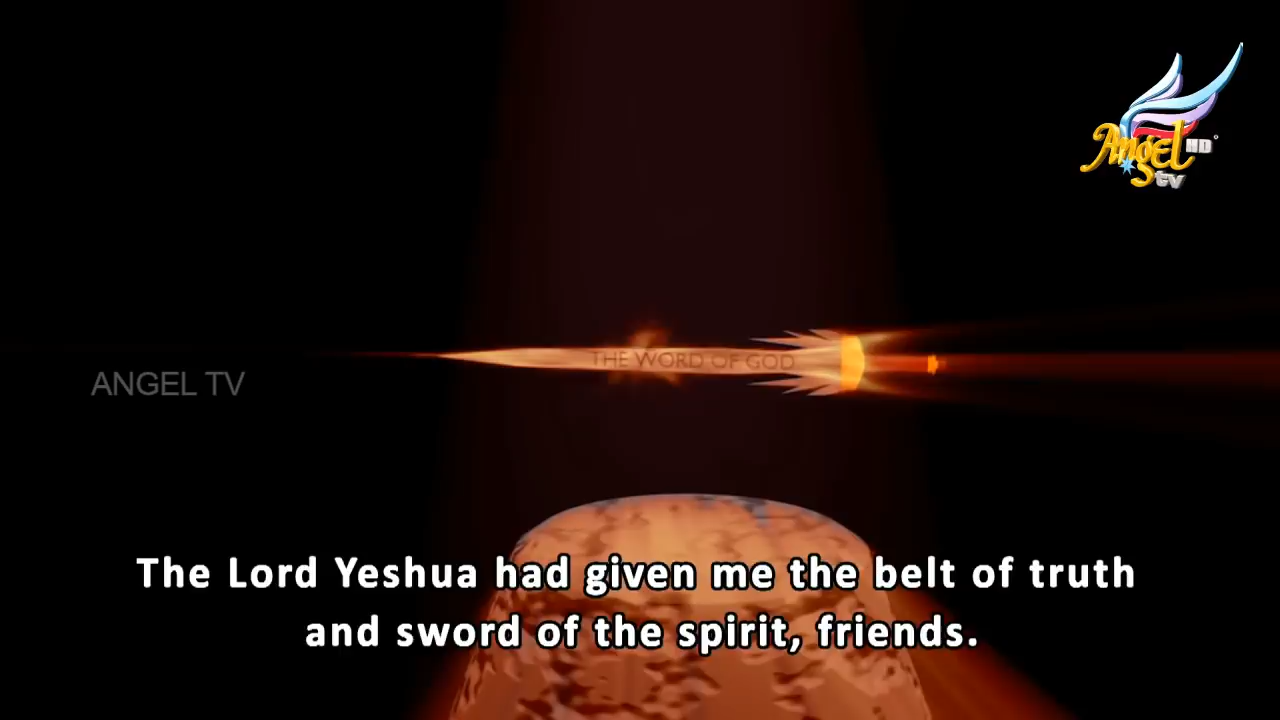 Angel HD
tv
THE WORD OF GOD
ANGEL TV
The Lord Yeshua had given me the belt of truth
and sword of the spirit, friends.